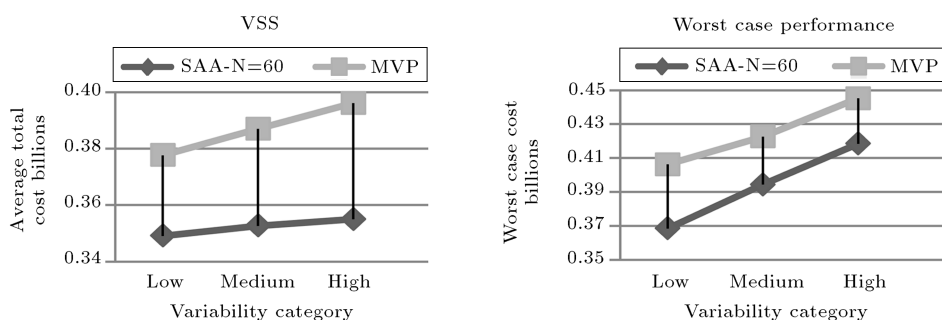 VSS
SAA-N=60 MVP
0.40
0.38
0.36
0.34
Average total
cost billions
Low Medium High
Variability category
Worst case performance
SAA-N=60 MVP
0.45
0.43
0.41
0.39
0.37
0.35
Worst case cost
billions
Low Medium High
Variability category